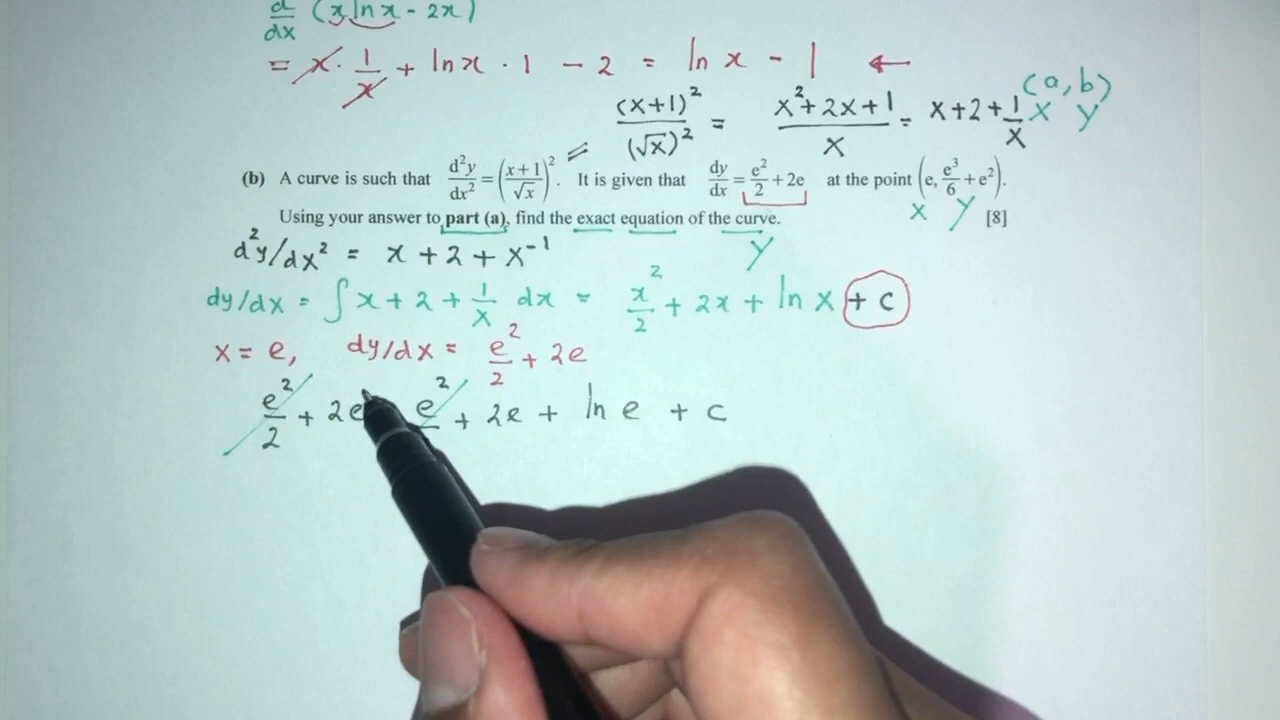 d/dx (x ln x - 2x)
= x · 1/x + ln x · 1 - 2 = ln x - 1 ←
(a, b)
x y
(x+1)²/(√x)² = x²+2x+1/x = x+2+1/x
(b) A curve is such that d²y/dx² = (x+1/√x)². It is given that dy/dx = e²/2 + 2e at the point (e, e³/6 + e²).
x y
Using your answer to part (a), find the exact equation of the curve. [8]
y
d²y/dx² = x + 2 + x⁻¹
dy/dx = ∫ x + 2 + 1/x dx = x²/2 + 2x + ln x + c
x = e, dy/dx = e²/2 + 2e
e²/2 + 2e e² + 2e + ln e + c